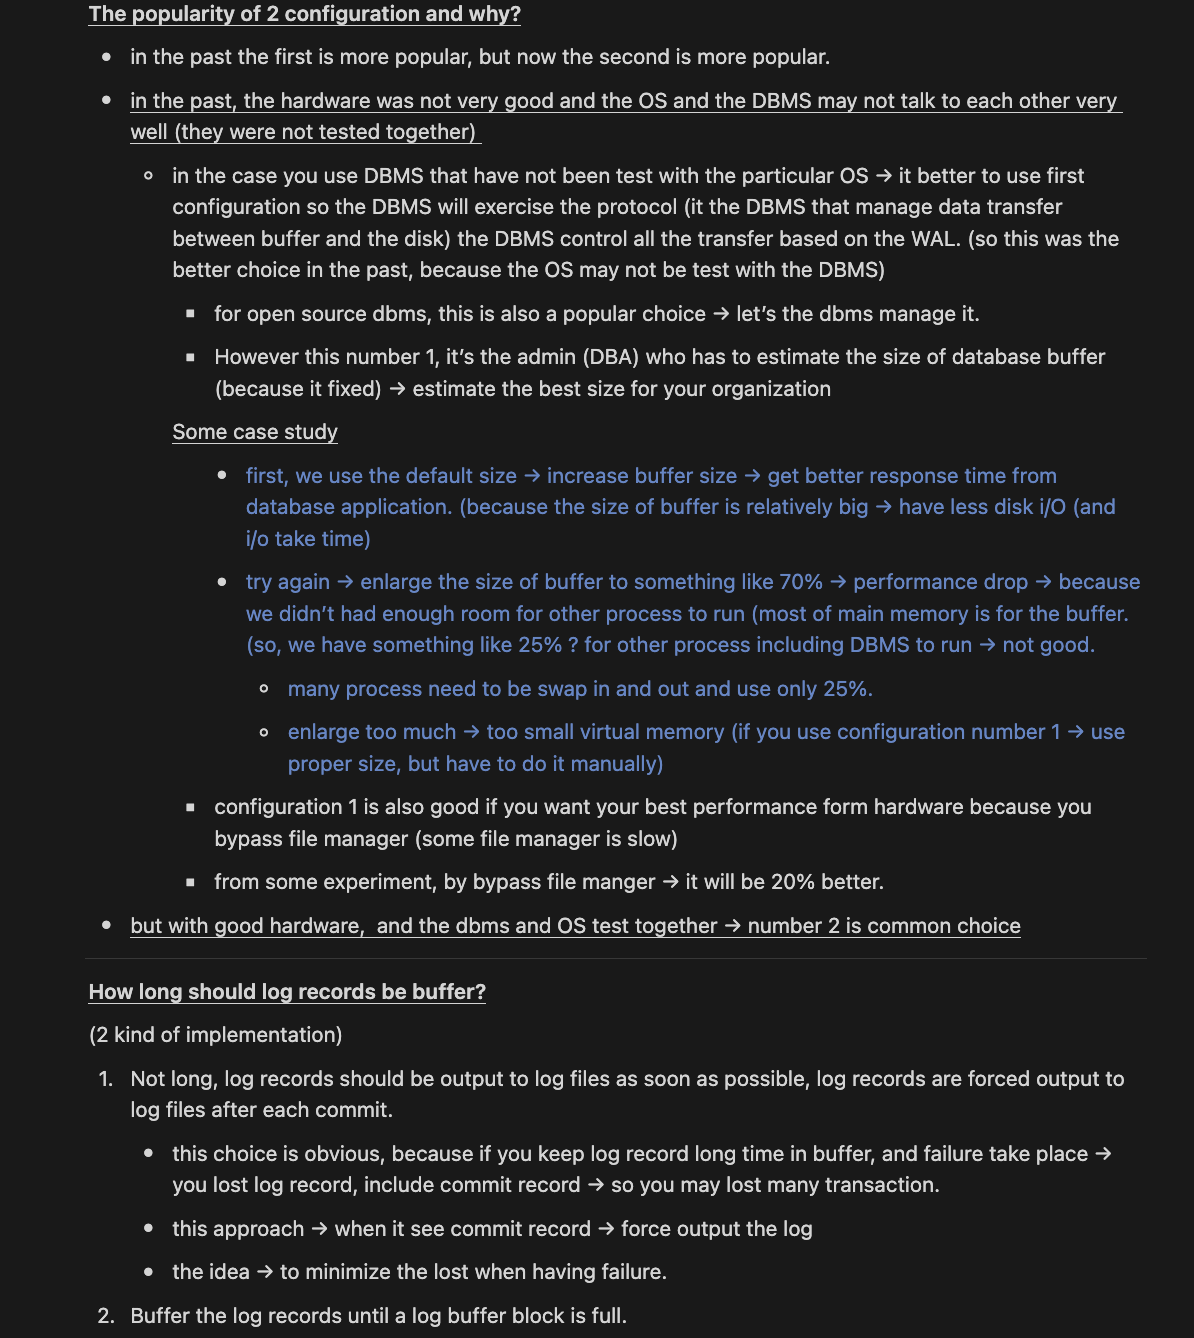 The popularity of 2 configuration and why?
• in the past the first is more popular, but now the second is more popular.
• in the past, the hardware was not very good and the OS and the DBMS may not talk to each other very
well (they were not tested together)
◦ in the case you use DBMS that have not been test with the particular OS → it better to use first
configuration so the DBMS will exercise the protocol (it the DBMS that manage data transfer
between buffer and the disk) the DBMS control all the transfer based on the WAL. (so this was the
better choice in the past, because the OS may not be test with the DBMS)
▪ for open source dbms, this is also a popular choice → let's the dbms manage it.
▪ However this number 1, it's the admin (DBA) who has to estimate the size of database buffer
(because it fixed) → estimate the best size for your organization
Some case study
• first, we use the default size → increase buffer size → get better response time from
database application. (because the size of buffer is relatively big → have less disk i/O (and
i/o take time)
• try again → enlarge the size of buffer to something like 70% → performance drop → because
we didn't had enough room for other process to run (most of main memory is for the buffer.
(so, we have something like 25% ? for other process including DBMS to run → not good.
◦ many process need to be swap in and out and use only 25%.
◦ enlarge too much → too small virtual memory (if you use configuration number 1 → use
proper size, but have to do it manually)
▪ configuration 1 is also good if you want your best performance form hardware because you
bypass file manager (some file manager is slow)
▪ from some experiment, by bypass file manger → it will be 20% better.
• but with good hardware,  and the dbms and OS test together → number 2 is common choice
How long should log records be buffer?
(2 kind of implementation)
1. Not long, log records should be output to log files as soon as possible, log records are forced output to
log files after each commit.
• this choice is obvious, because if you keep log record long time in buffer, and failure take place →
you lost log record, include commit record → so you may lost many transaction.
• this approach → when it see commit record → force output the log
• the idea → to minimize the lost when having failure.
2. Buffer the log records until a log buffer block is full.